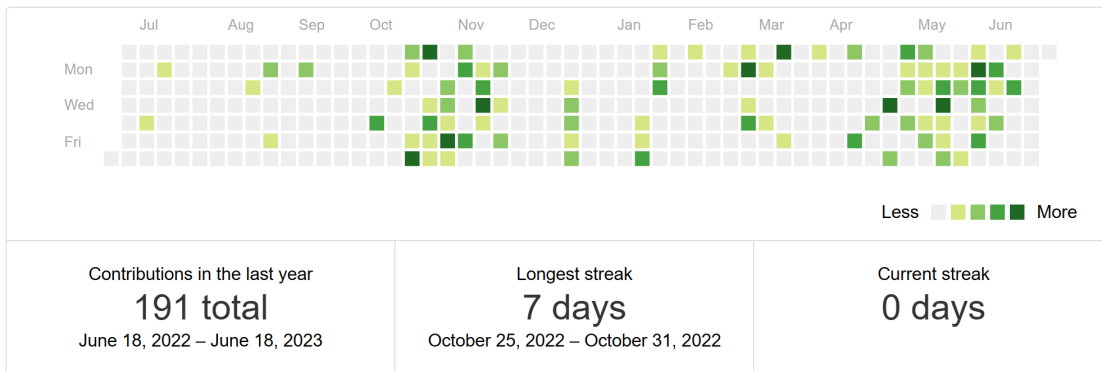 Jul Aug Sep Oct Nov Dec Jan Feb Mar Apr May Jun
Mon
Wed
Fri
Less More
Contributions in the last year
191 total
June 18, 2022 – June 18, 2023
Longest streak
7 days
October 25, 2022 – October 31, 2022
Current streak
0 days